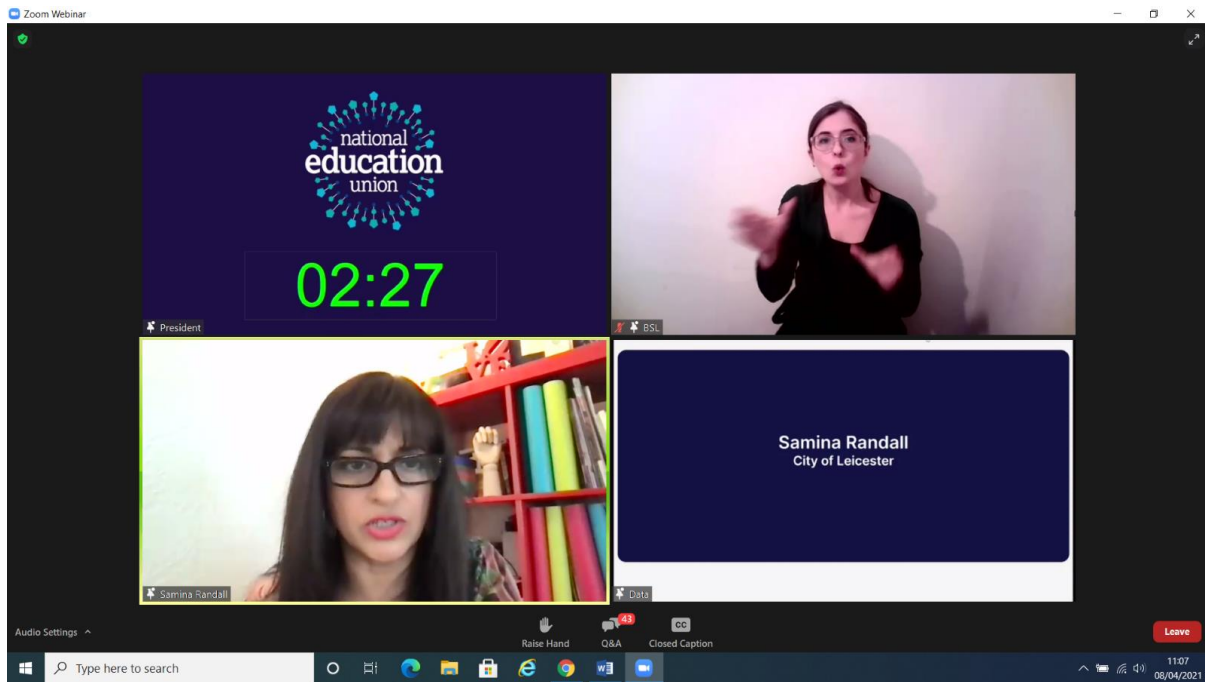 Zoom Webinar
national
education
union
02:27
President
BSL
Samina Randall
Samina Randall
City of Leicester
Data
Audio Settings
Raise Hand
43
Q&A
CC
Closed Caption
Leave
Type here to search
11:07
08/04/2021